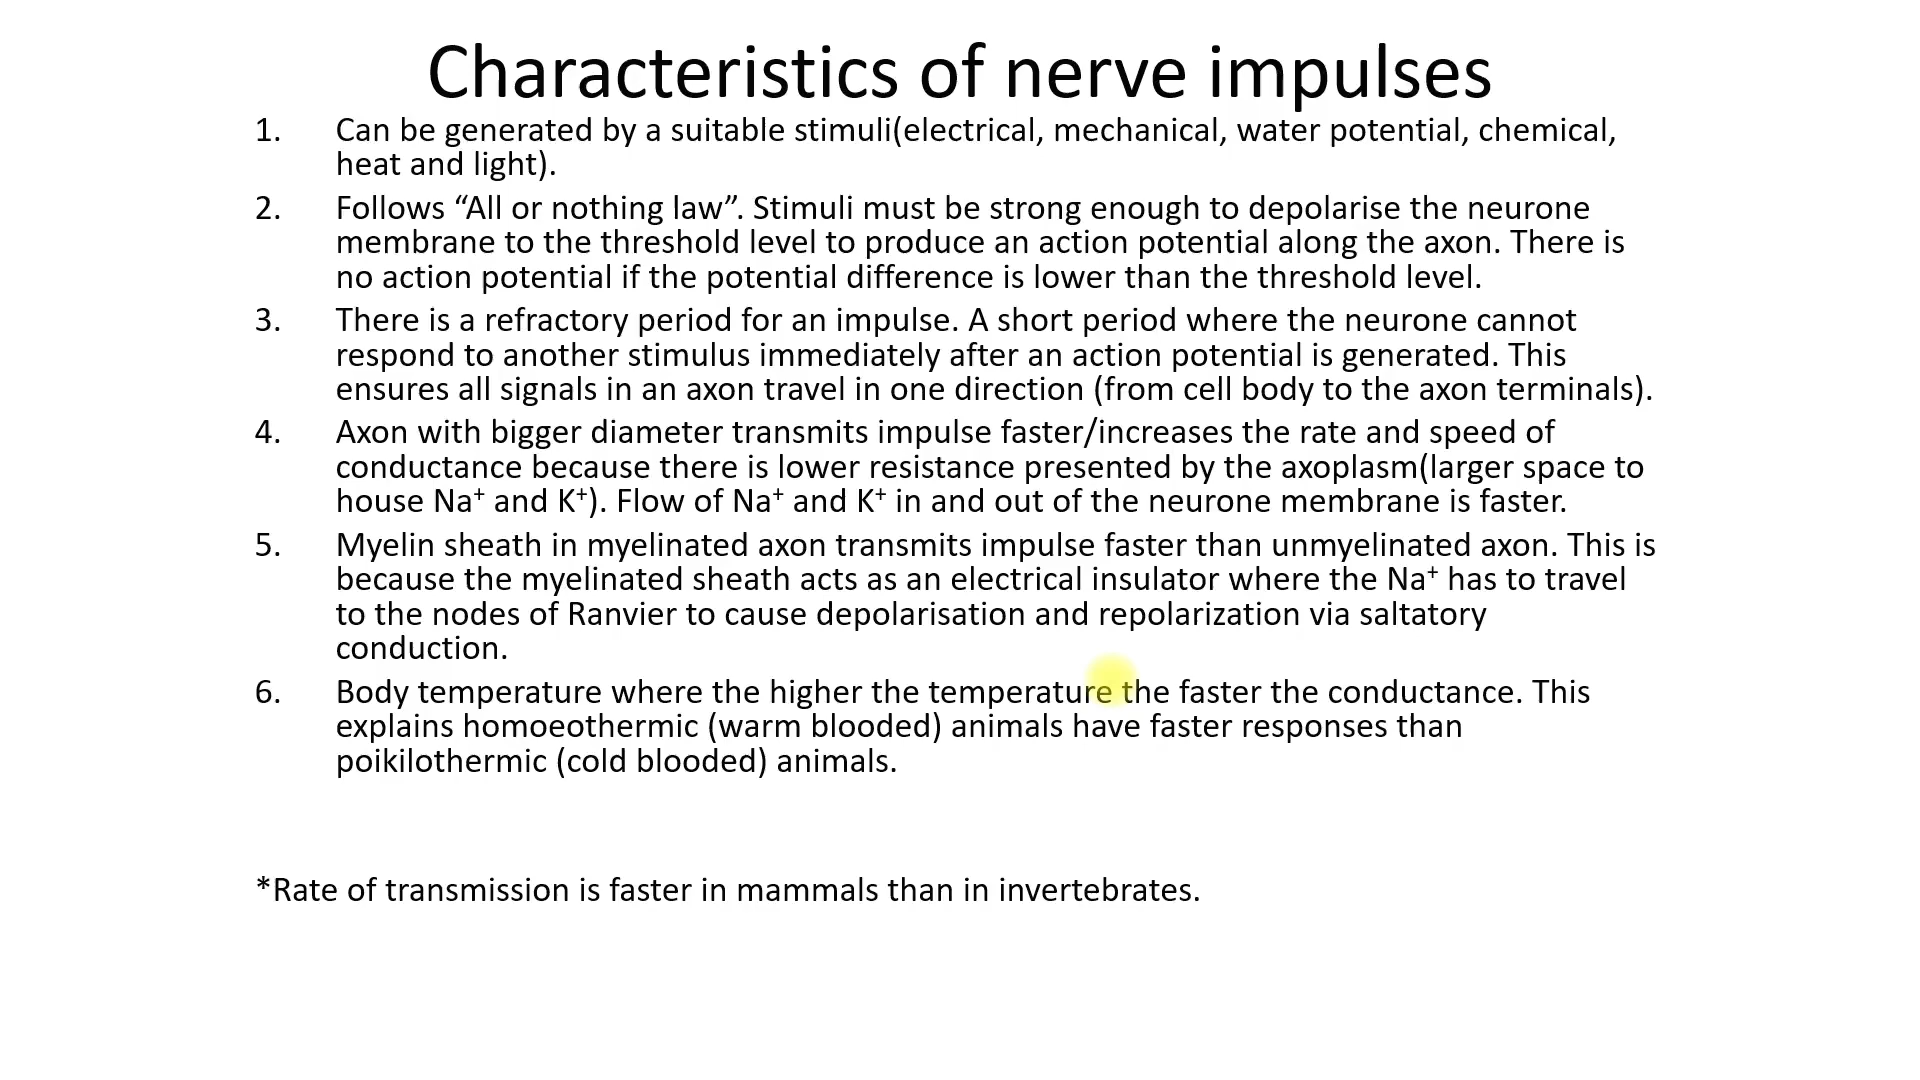 Characteristics of nerve impulses
1. Can be generated by a suitable stimuli(electrical, mechanical, water potential, chemical,
heat and light).
2. Follows “All or nothing law”. Stimuli must be strong enough to depolarise the neurone
membrane to the threshold level to produce an action potential along the axon. There is
no action potential if the potential difference is lower than the threshold level.
3. There is a refractory period for an impulse. A short period where the neurone cannot
respond to another stimulus immediately after an action potential is generated. This
ensures all signals in an axon travel in one direction (from cell body to the axon terminals).
4. Axon with bigger diameter transmits impulse faster/increases the rate and speed of
conductance because there is lower resistance presented by the axoplasm(larger space to
house Na⁺ and K⁺). Flow of Na⁺ and K⁺ in and out of the neurone membrane is faster.
5. Myelin sheath in myelinated axon transmits impulse faster than unmyelinated axon. This is
because the myelinated sheath acts as an electrical insulator where the Na⁺ has to travel
to the nodes of Ranvier to cause depolarisation and repolarization via saltatory
conduction.
6. Body temperature where the higher the temperature the faster the conductance. This
explains homoeothermic (warm blooded) animals have faster responses than
poikilothermic (cold blooded) animals.
*Rate of transmission is faster in mammals than in invertebrates.